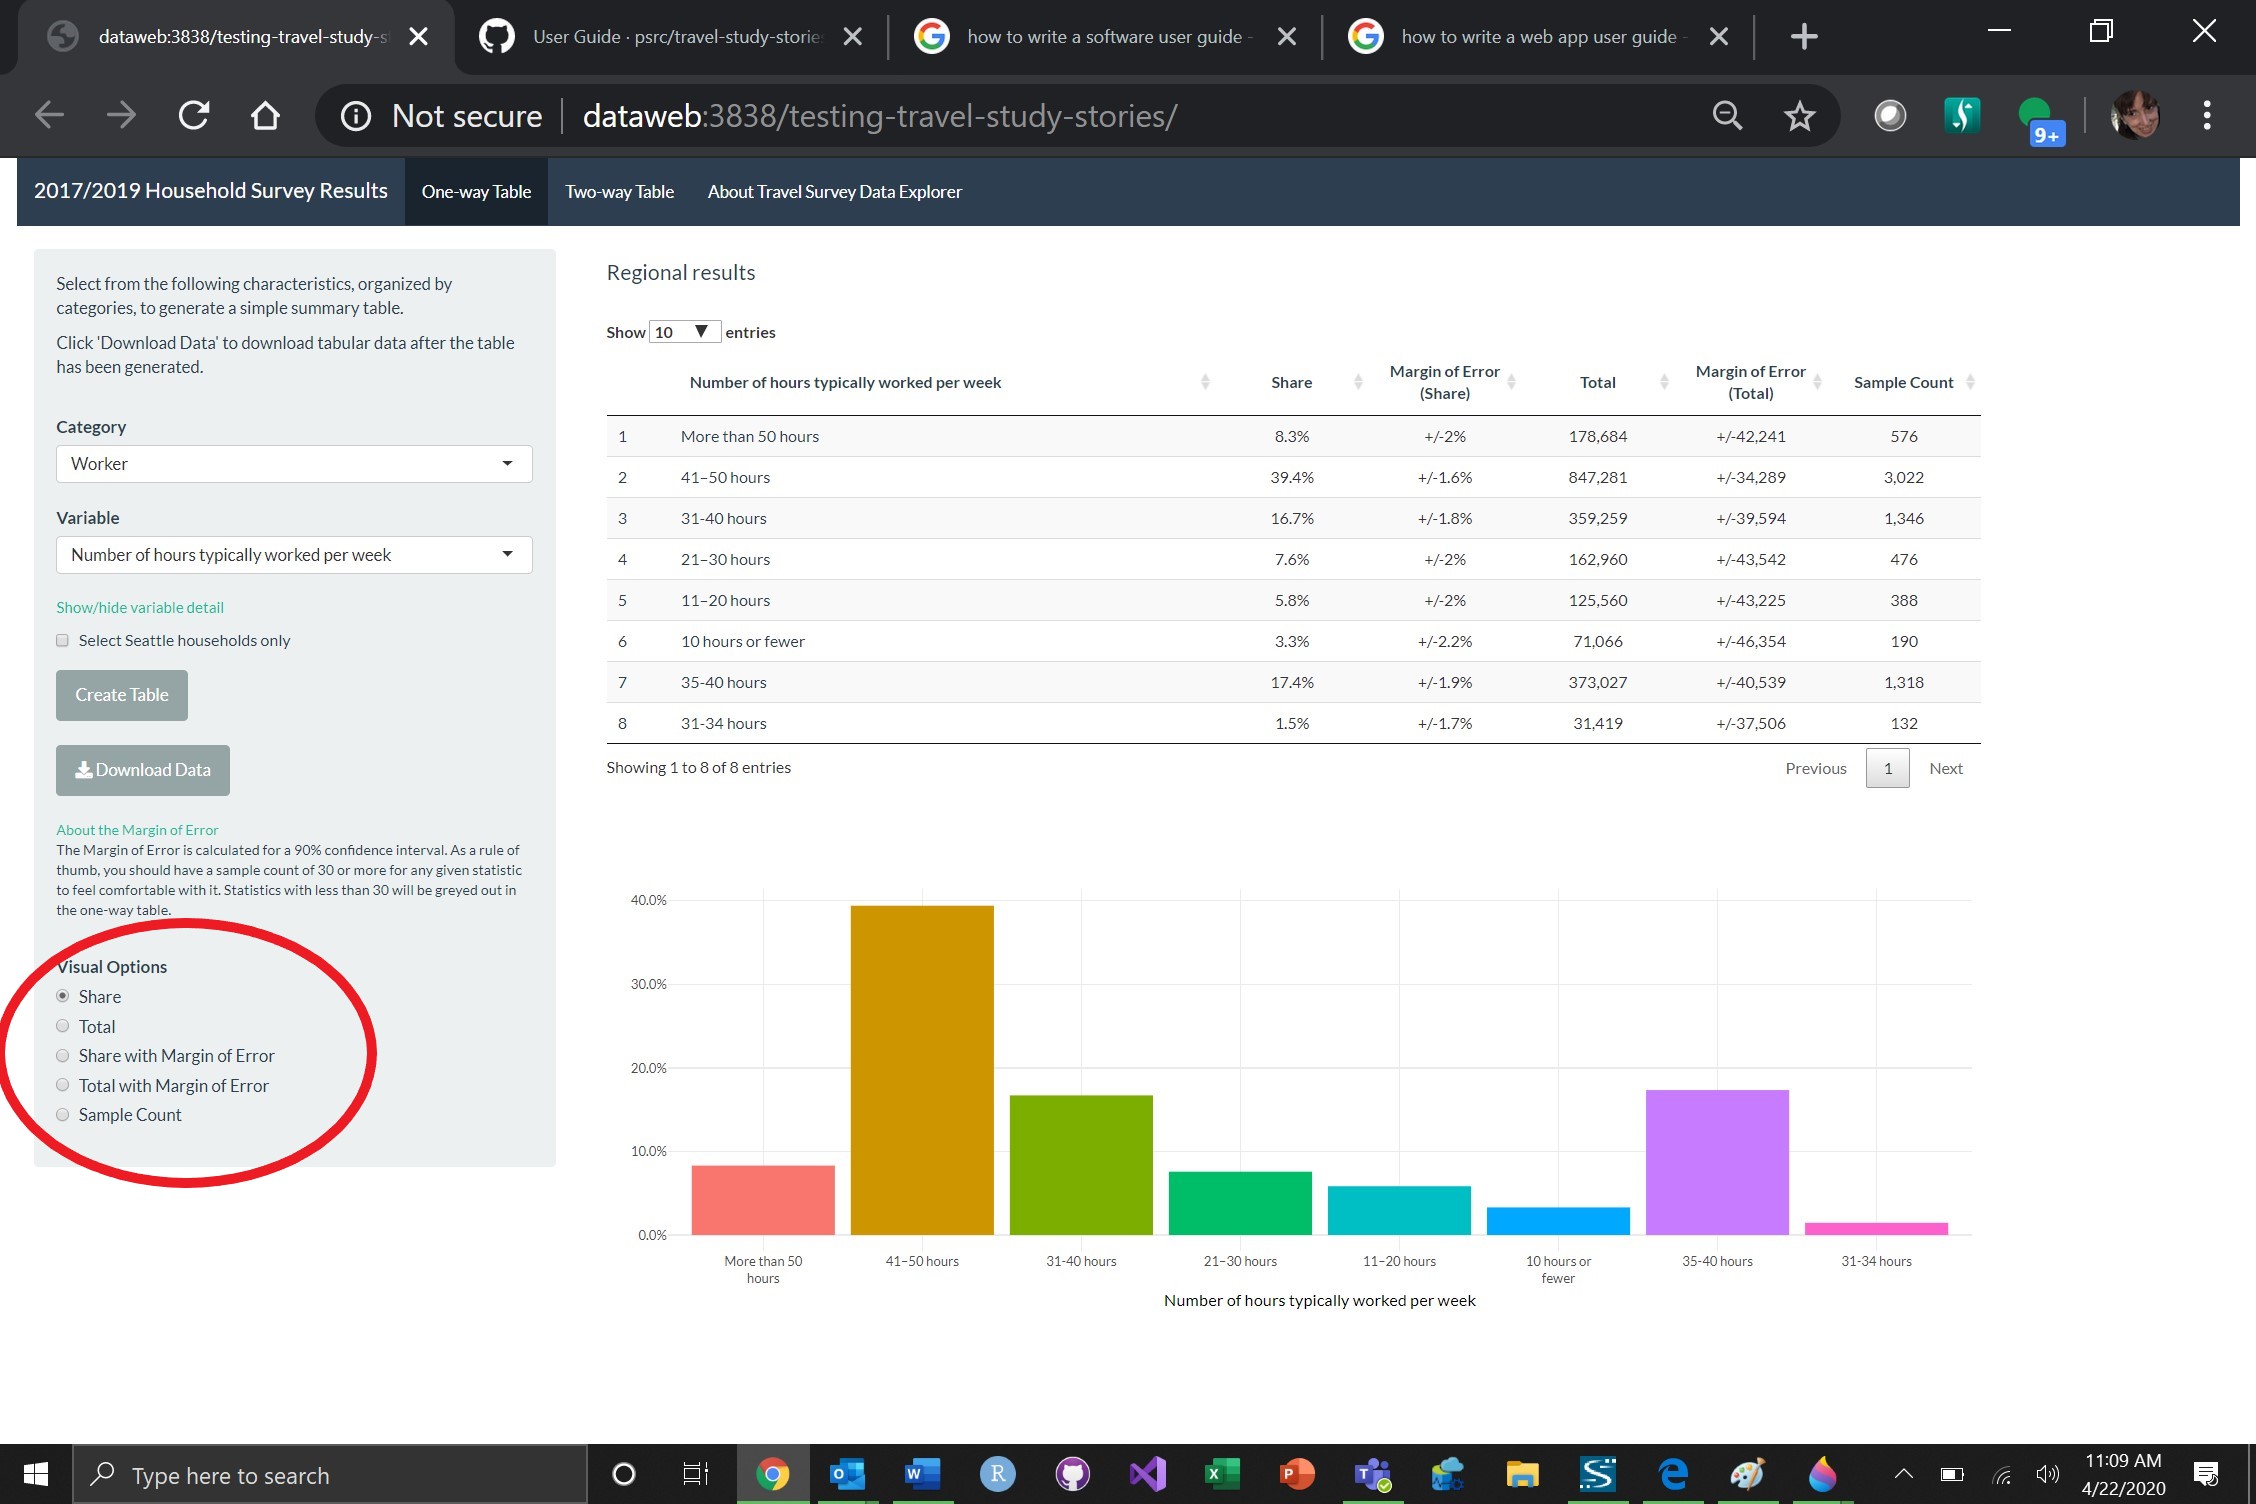 dataweb:3838/testing-travel-study-s
User Guide · psrc/travel-study-storie
how to write a software user guide -
how to write a web app user guide -
Not secure
dataweb:3838/testing-travel-study-stories/
9+
2017/2019 Household Survey Results
One-way Table
Two-way Table
About Travel Survey Data Explorer
Select from the following characteristics, organized by
categories, to generate a simple summary table.
Click 'Download Data' to download tabular data after the table
has been generated.
Category
Worker
Variable
Number of hours typically worked per week
Show/hide variable detail
Select Seattle households only
Create Table
Download Data
About the Margin of Error
The Margin of Error is calculated for a 90% confidence interval. As a rule of
thumb, you should have a sample count of 30 or more for any given statistic
to feel comfortable with it. Statistics with less than 30 will be greyed out in
the one-way table.
Visual Options
Share
Total
Share with Margin of Error
Total with Margin of Error
Sample Count
Regional results
Show 10 entries
Number of hours typically worked per week Share Margin of Error (Share) Total Margin of Error (Total) Sample Count
1 More than 50 hours 8.3% +/-2% 178,684 +/-42,241 576
2 41–50 hours 39.4% +/-1.6% 847,281 +/-34,289 3,022
3 31-40 hours 16.7% +/-1.8% 359,259 +/-39,594 1,346
4 21–30 hours 7.6% +/-2% 162,960 +/-43,542 476
5 11–20 hours 5.8% +/-2% 125,560 +/-43,225 388
6 10 hours or fewer 3.3% +/-2.2% 71,066 +/-46,354 190
7 35-40 hours 17.4% +/-1.9% 373,027 +/-40,539 1,318
8 31-34 hours 1.5% +/-1.7% 31,419 +/-37,506 132
Showing 1 to 8 of 8 entries
Previous 1 Next
40.0%
30.0%
20.0%
10.0%
0.0%
More than 50 hours
41–50 hours
31-40 hours
21–30 hours
11–20 hours
10 hours or fewer
35-40 hours
31-34 hours
Number of hours typically worked per week
Type here to search
11:09 AM
4/22/2020